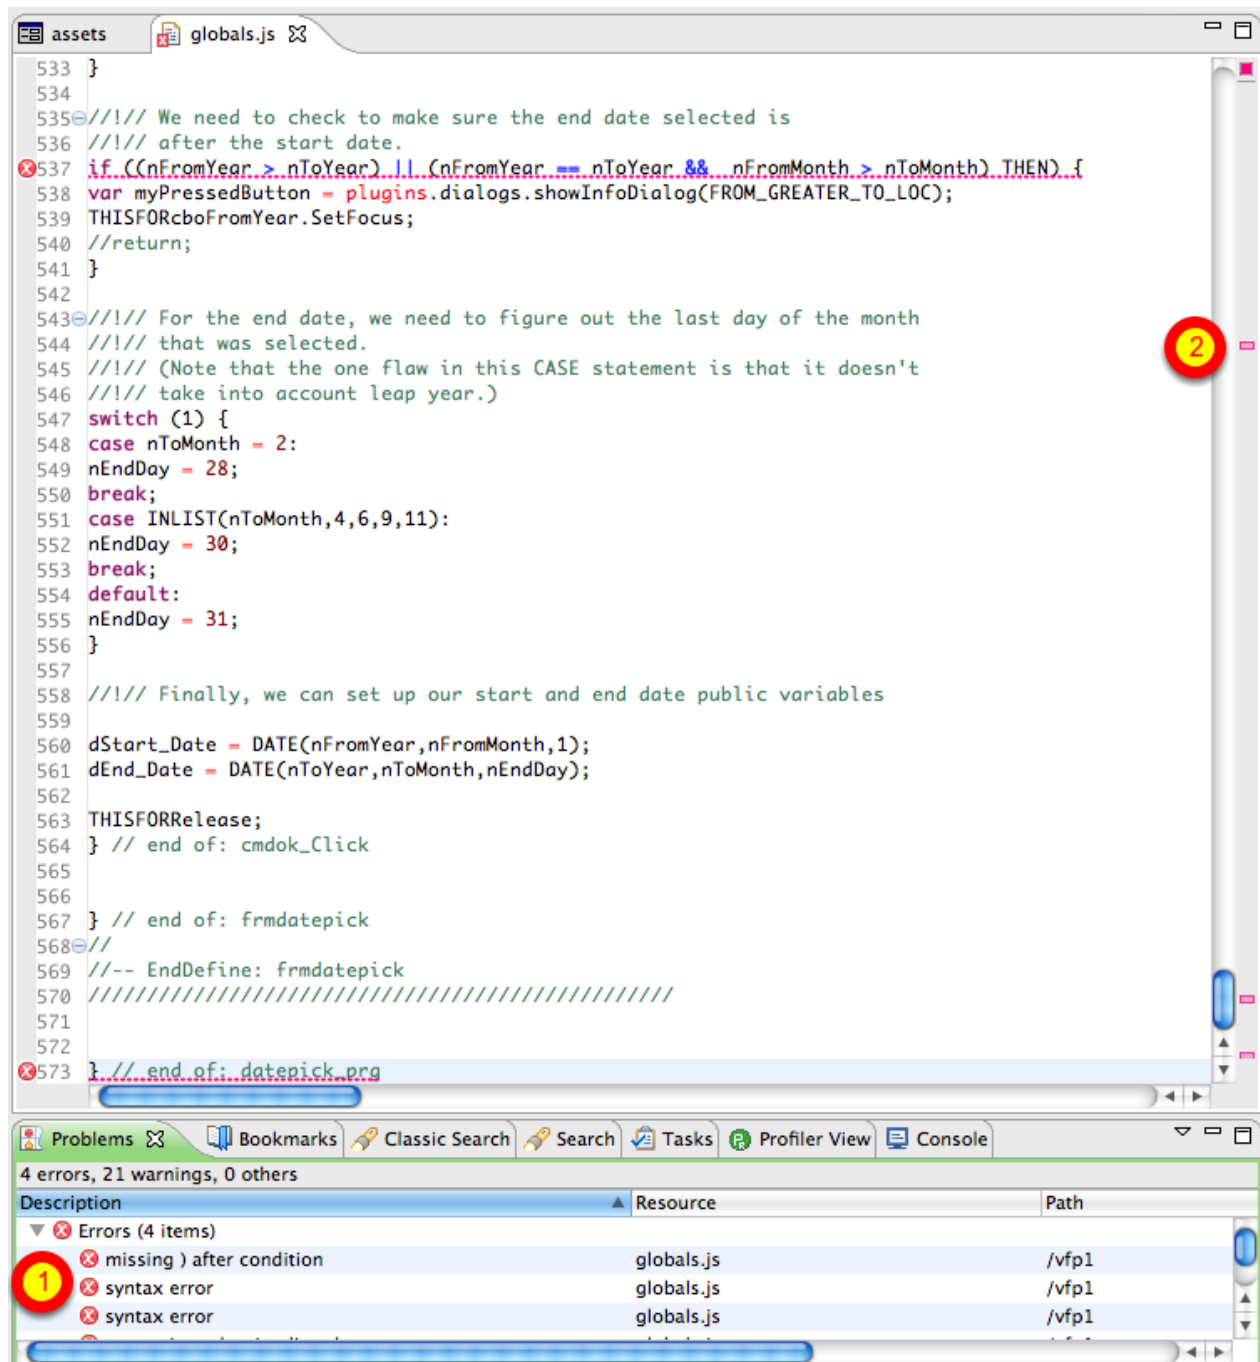 assets globals.js
533 }
534
535 //!// We need to check to make sure the end date selected is
536 //!// after the start date.
537 if ((nFromYear > nToYear) || (nFromYear == nToYear && nFromMonth > nToMonth) THEN) {
538 var myPressedButton = plugins.dialogs.showInfoDialog(FROM_GREATER_TO_LOC);
539 THISFORcboFromYear.SetFocus;
540 //return;
541 }
542
543 //!// For the end date, we need to figure out the last day of the month
544 //!// that was selected.
2
545 //!// (Note that the one flaw in this CASE statement is that it doesn't
546 //!// take into account leap year.)
547 switch (1) {
548 case nToMonth = 2:
549 nEndDay = 28;
550 break;
551 case INLIST(nToMonth,4,6,9,11):
552 nEndDay = 30;
553 break;
554 default:
555 nEndDay = 31;
556 }
557
558 //!// Finally, we can set up our start and end date public variables
559
560 dStart_Date = DATE(nFromYear,nFromMonth,1);
561 dEnd_Date = DATE(nToYear,nToMonth,nEndDay);
562
563 THISFORRelease;
564 } // end of: cmdok_Click
565
566
567 } // end of: frmdatepick
568 //
569 //-- EndDefine: frmdatepick
570 //////////////////////////////////////////////////
571
572
573 } // end of: datepick_prg
Problems Bookmarks Classic Search Search Tasks Profiler View Console
4 errors, 21 warnings, 0 others
Description Resource Path
Errors (4 items)
missing ) after condition globals.js /vfp1
1
syntax error globals.js /vfp1
syntax error globals.js /vfp1